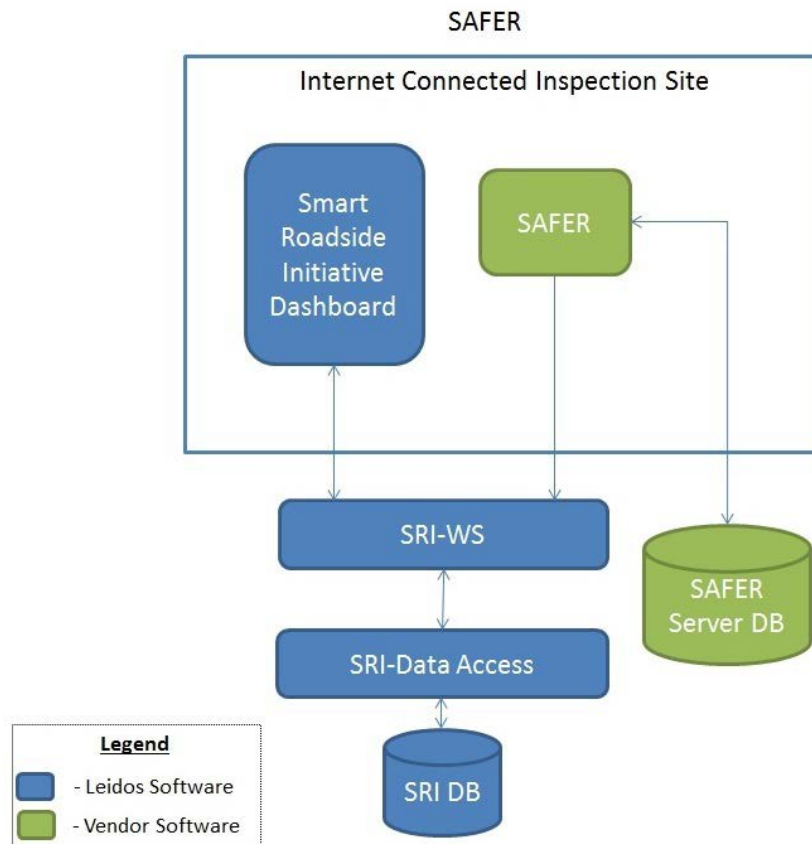 SAFER
Internet Connected Inspection Site
Smart
Roadside
Initiative
Dashboard
SAFER
SRI-WS
SAFER
Server DB
SRI-Data Access
SRI DB
Legend
- Leidos Software
- Vendor Software